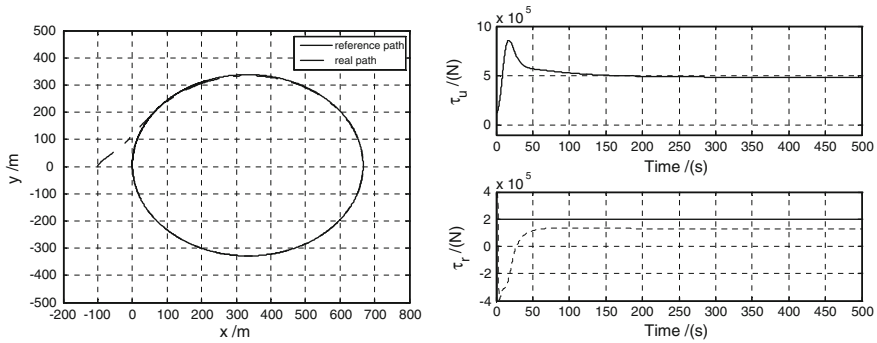 500
400
300
200
100
0
-100
-200
-300
-400
-500
y /m
-200 -100 0 100 200 300 400 500 600 700 800
x /m
reference path
real path
x 10^5
10
5
0
τ_u /(N)
0 50 100 150 200 250 300 350 400 450 500
Time /(s)
x 10^5
4
2
0
-2
-4
τ_r /(N)
0 50 100 150 200 250 300 350 400 450 500
Time /(s)